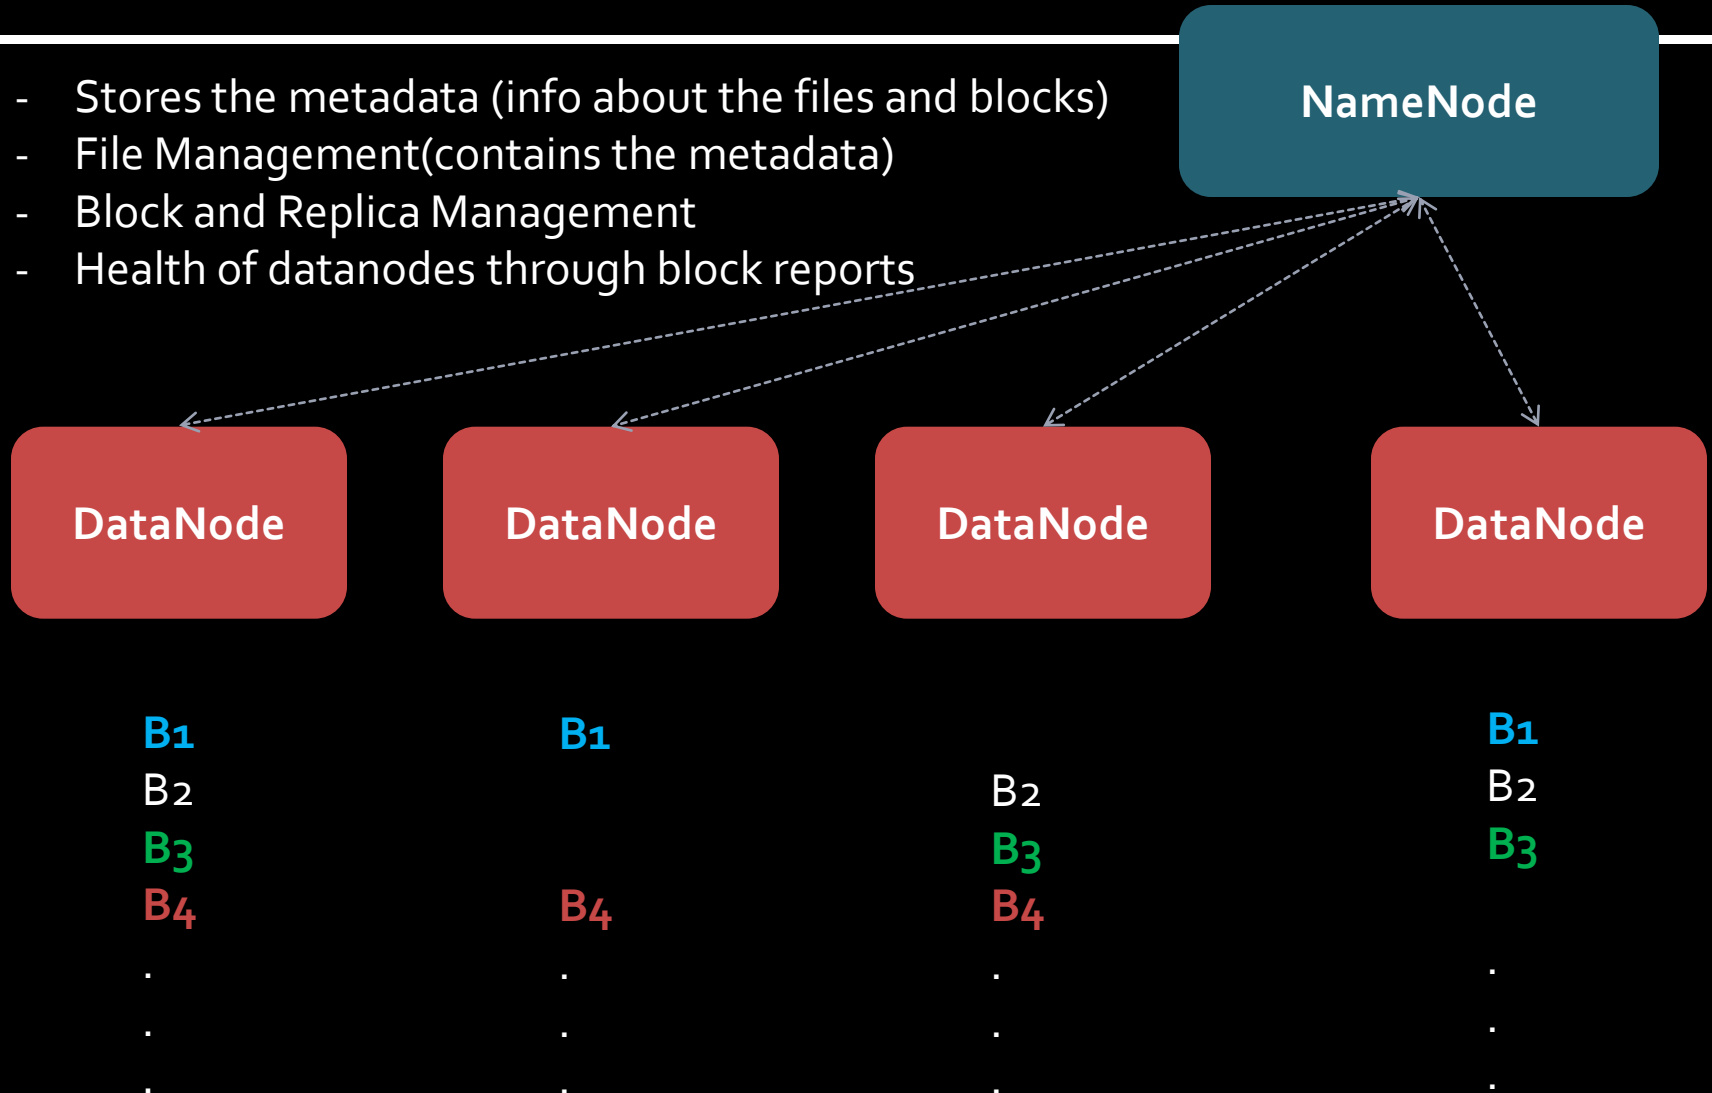 NameNode
- Stores the metadata (info about the files and blocks)
- File Management(contains the metadata)
- Block and Replica Management
- Health of datanodes through block reports
DataNode DataNode DataNode DataNode
B1 B1 B1
B2 B2 B2
B3 B3 B3
B4 B4 B4
. . . .
. . . .
. . . .